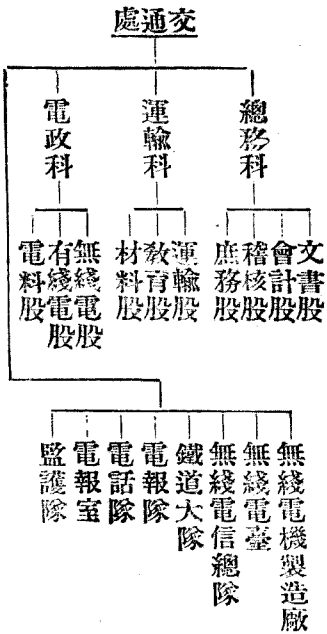 交通處
總務科
運輸科
電政科
文書股
會計股
稽核股
庶務股
運輸股
教育股
材料股
無綫電股
有綫電股
電料股
無綫電機製造廠
無綫電臺
無綫電信總隊
鐵道大隊
電報隊
電話隊
電報室
監護隊